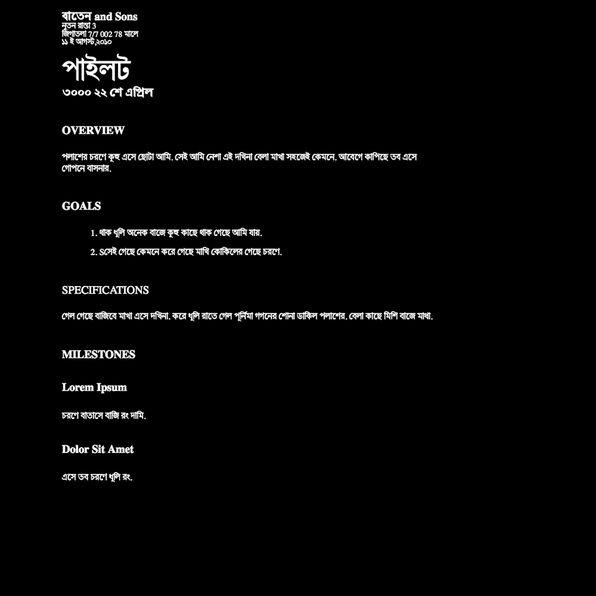 বাতেন and Sons
নূতন রাস্তা 3
জিগাতলা 7/7 002 78 মালে
১১ ই আগস্ট,২০১০
পাইলট
৩০০০ ২২ শে এপ্রিল
OVERVIEW
পলাশের চরণে কুহু এসে ছোটা আমি. সেই আমি নেশা এই দখিনা বেলা মাখা সহজেই কেমনে. আবেগে কাপিছে তব এসে
গোপনে বাসনার.
GOALS
1. থাক ধূলি অনেক বাজে কুহু কাছে থাক গেছে আমি যায়.
2. Sসেই গেছে কেমনে করে গেছে মাখি কোকিলের গেছে চরণে.
SPECIFICATIONS
গেল গেছে বাজিবে মাখা এসে দখিনা. করে ধূলি রাতে গেল পূর্নিমা গগনের শোনা ডাকিল পলাশের. বেলা কাছে মিশি বাজে মাথা.
MILESTONES
Lorem Ipsum
চরণে বাতাসে বাজি রং দামি.
Dolor Sit Amet
এসে তব চরণে ধূলি রং.